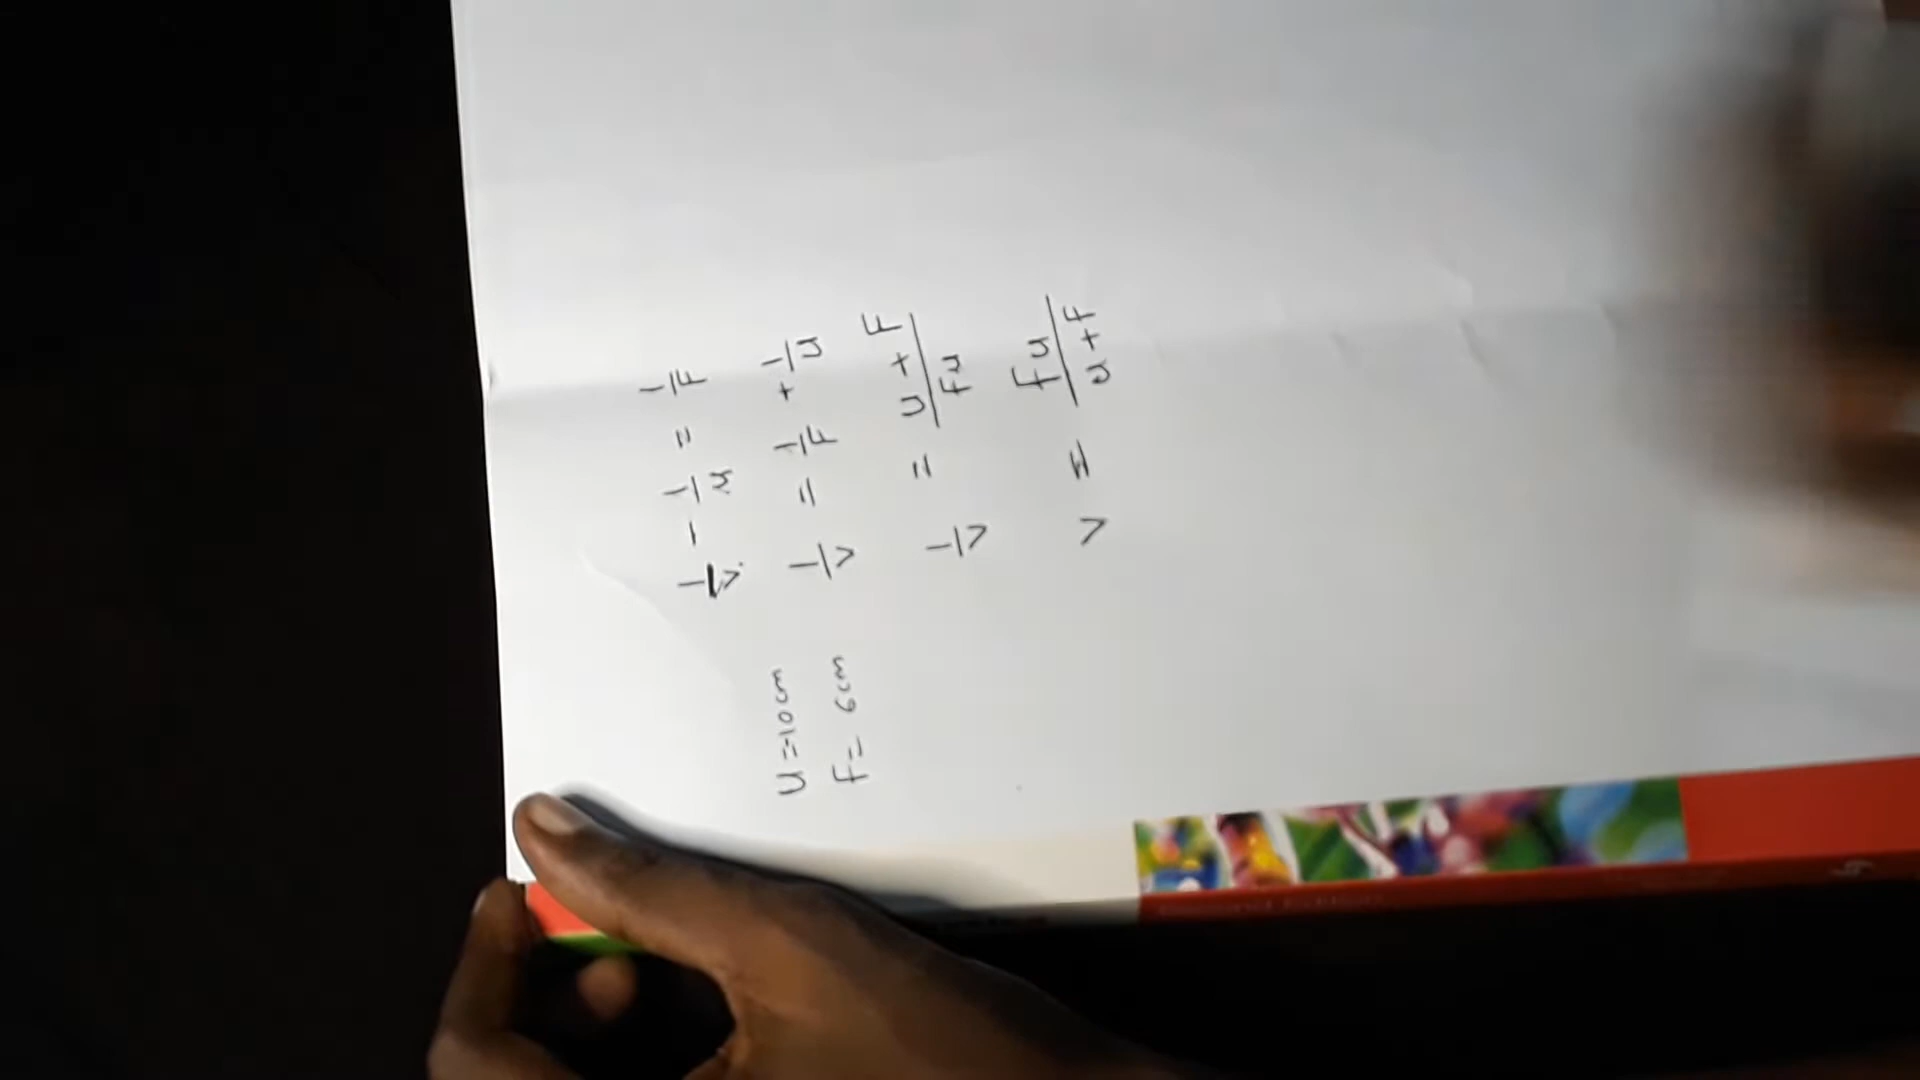 1/v - 1/u = 1/F
U =-10cm
1/v = 1/F + 1/u
F = 6cm
1/v = U + F / Fu
V = Fu / u + F